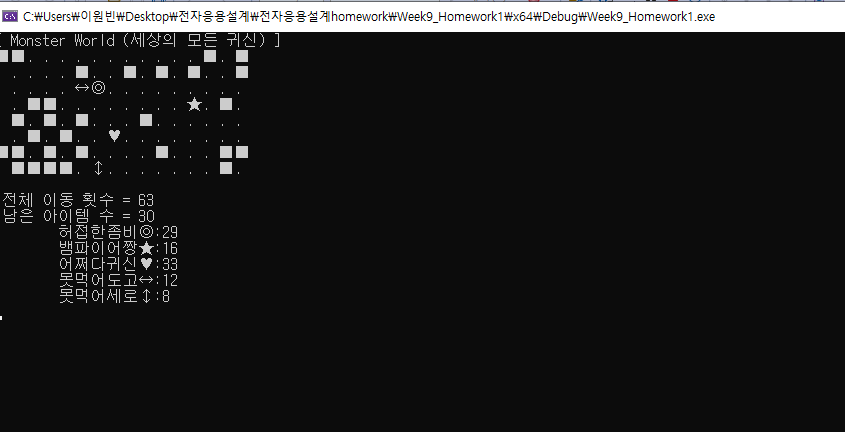 C:₩Users₩이원빈₩Desktop₩전자응용설계₩전자응용설계homework₩Week9_Homework1₩x64₩Debug₩Week9_Homework1.exe
[ Monster World (세상의 모든 귀신) ]
■■. . . . . . . . . . . ■. ■
. . . . ■. . ■. ■. ■. . ■
. . . . ↔◎. . . . . . . . .
. ■■. . . . . . . . ★. ■.
■. ■. ■. . . ■. . . . . .
. ■. ■. . ♥. . . . . . . .
■■. ■. ■. . . . ■. . . ■■
■■■■. ↕. . . . . . . ■.
전체 이동 횟수 = 63
남은 아이템 수 = 30
허접한좀비◎:29
뱀파이어짱★:16
어쩌다귀신♥:33
못먹어도고↔:12
못먹어세로↕:8